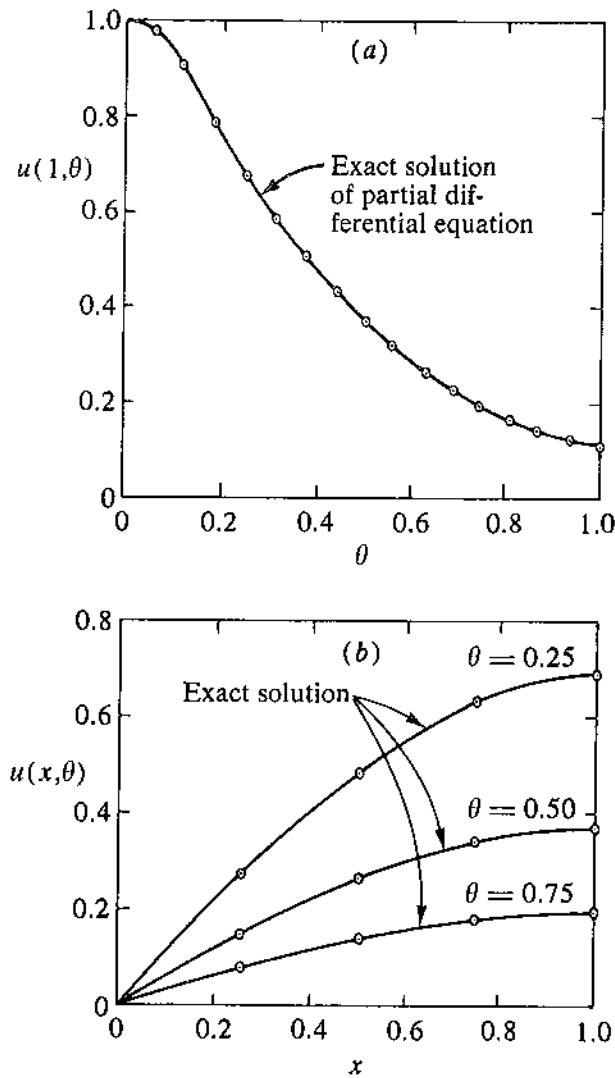 (a)
1.0
0.8
u(1,θ)
0.6
0.4
0.2
0
Exact solution
of partial dif-
ferential equation
0 0.2 0.4 0.6 0.8 1.0
θ
(b)
0.8
0.6
u(x,θ)
0.4
0.2
0
Exact solution
θ = 0.25
θ = 0.50
θ = 0.75
0 0.2 0.4 0.6 0.8 1.0
x